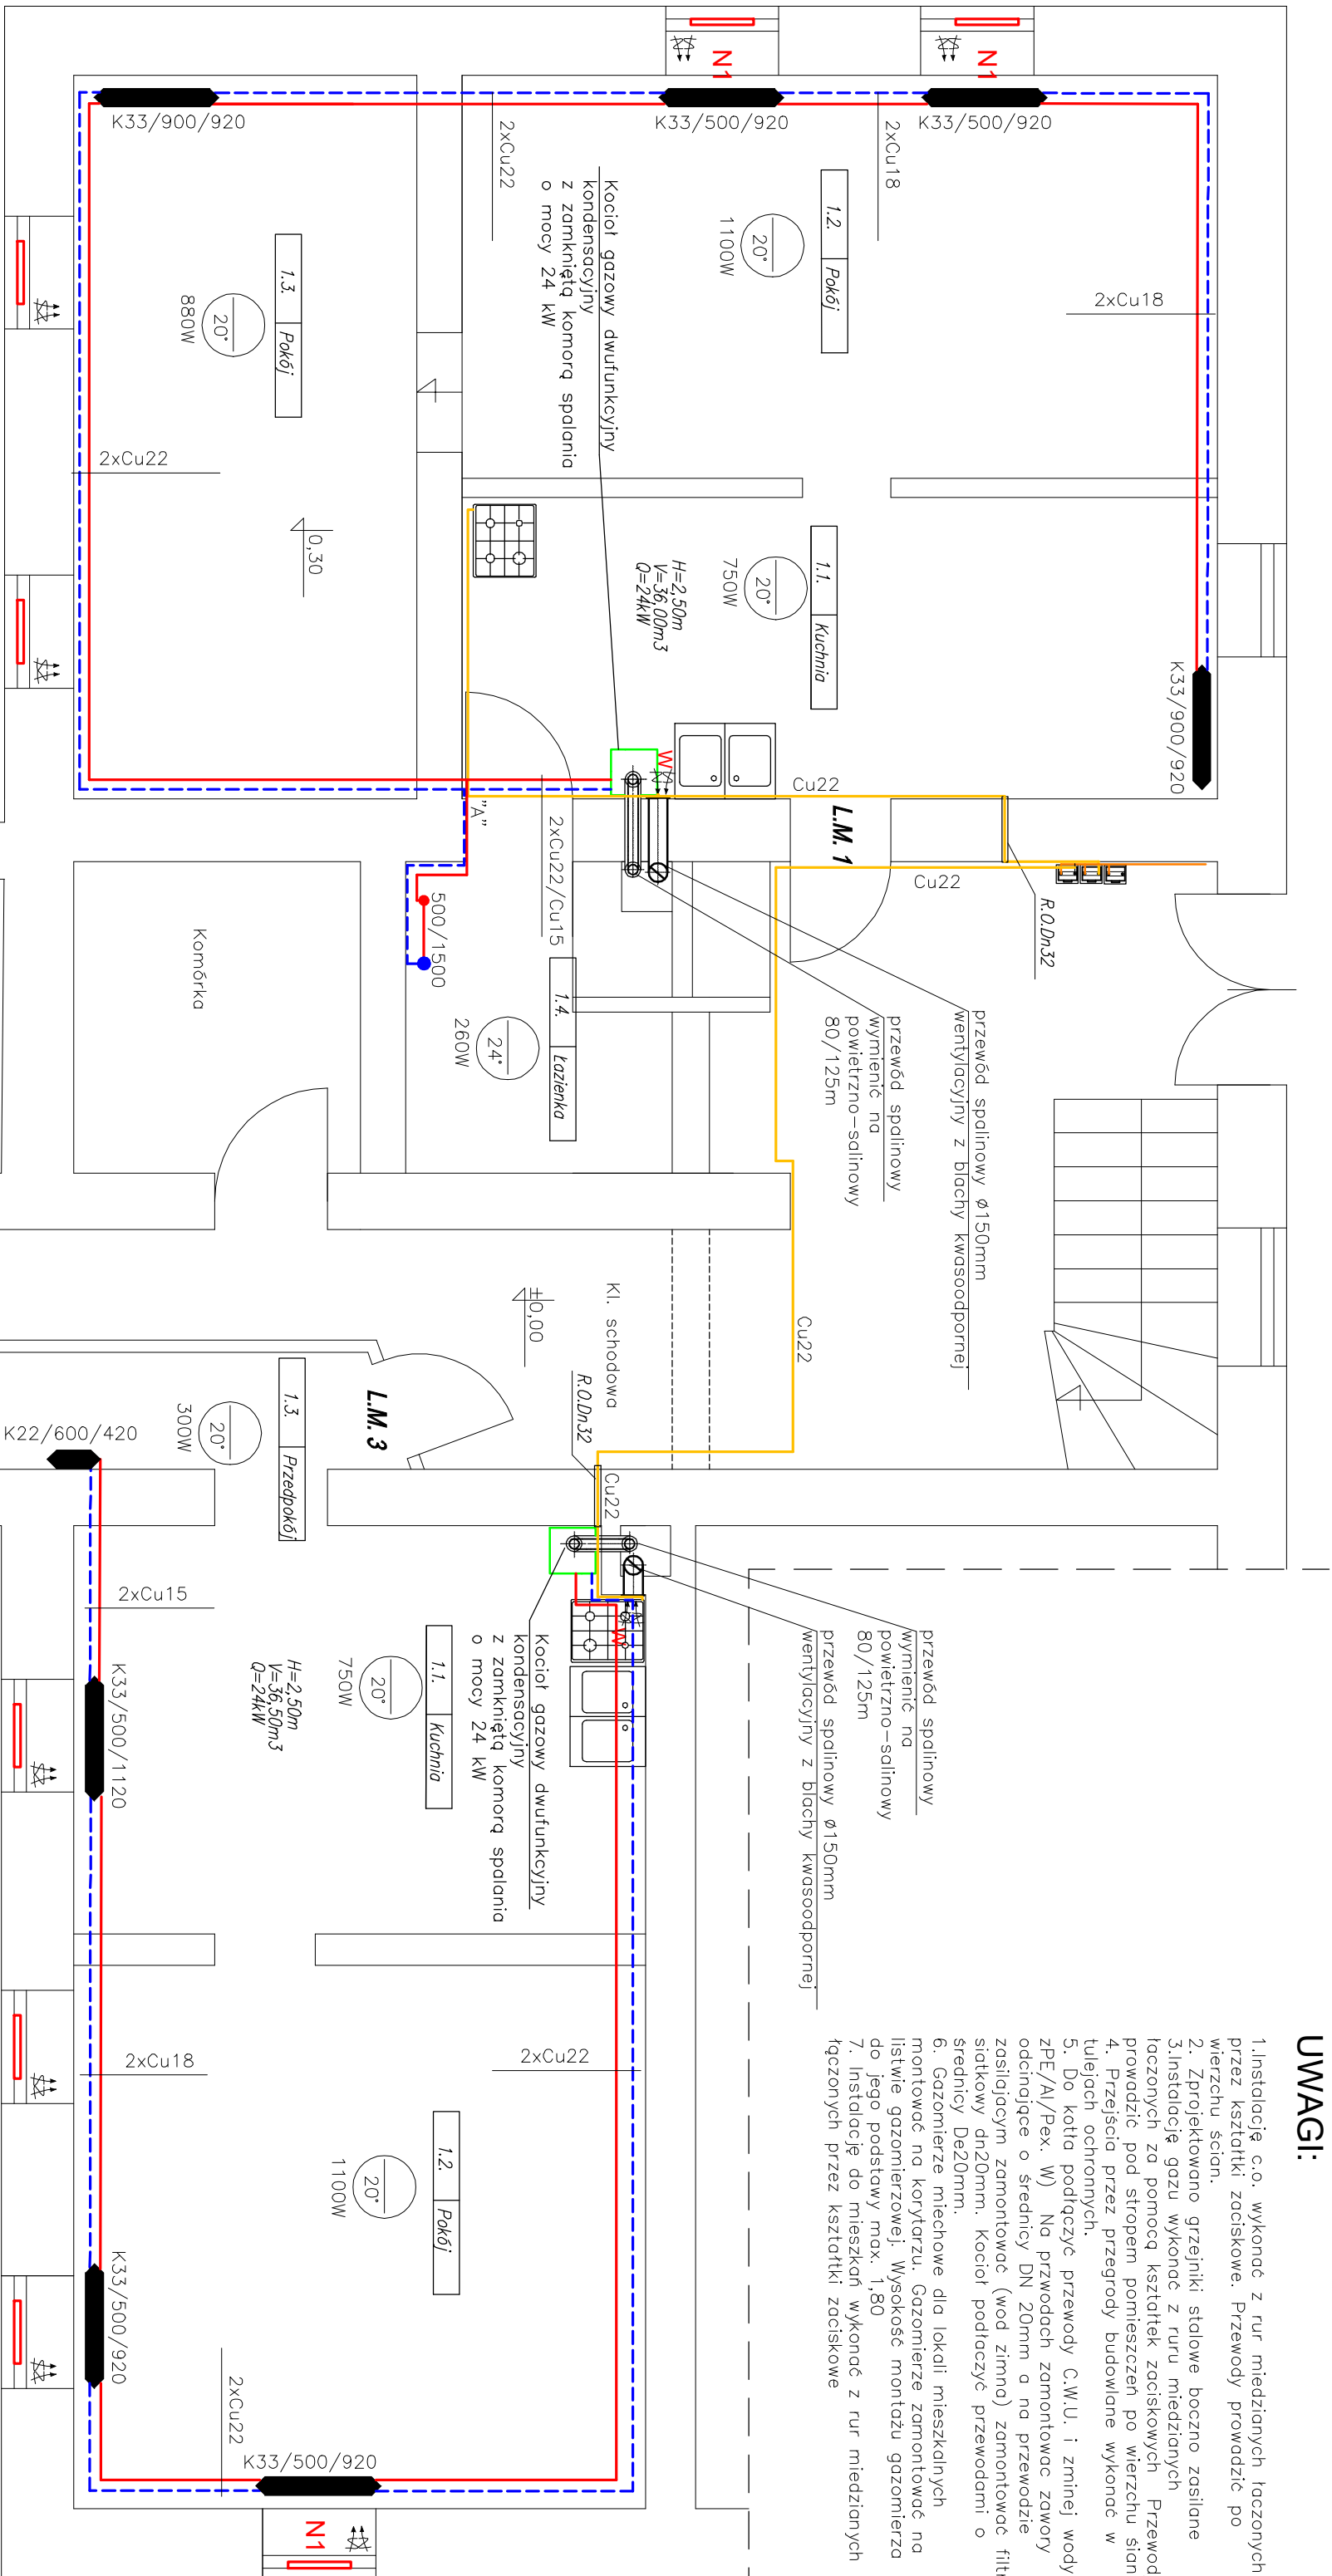 UWAGI:
1.Instalację c.o. wykonać z rur miedzianych łaczonych
przez kształtki zaciskowe. Przewody prowadzić po
wierzchu ścian.
2. Zprojektowano grzejniki stalowe boczno zasilane
3.Instalację gazu wykonać z ruru miedzianych
łaczonych za pomocą kształtek zaciskowych Przewod
prowadzić pod stropem pomieszczeń po wierzchu śian
4. Przejścia przez przegrody budowlane wykonać w
tulejach ochronnych.
5. Do kotła podłączyć przewody C.W.U. i zminej wody
zPE/Al/Pex. W) Na przwodach zamontowac zawory
odcinające o średnicy DN 20mm a na przewodzie
zasilajacym zamontować (wod zimna) zamontować filtr
siatkowy dn20mm. Kocioł podłaczyć przewodami o
średnicy De20mm.
6. Gazomierze miechowe dla lokali mieszkalnych
montować na korytarzu. Gazomierze zamontować na
listwie gazomierzowej. Wysokość montażu gazomierza
do jego podstawy max. 1,80
7. Instalację do mieszkań wykonać z rur miedzianych
łączonych przez kształtki zaciskowe
N1
N1
K33/900/920
K33/500/920
K33/500/920
2xCu22
2xCu18
2xCu18
Kocioł gazowy dwufunkcyjny
kondensacyjny
z zamkniętą komorą spalania
o mocy 24 kW
1.2. Pokój
20°
1100W
1.3. Pokój
20°
880W
2xCu22
0,30
1.1. Kuchnia
20°
750W
H=2,50m
V=36,00m3
Q=24kW
K33/900/920
W
Cu22
L.M. 1
"A"
2xCu22/Cu15
Cu22
R.O.Dn32
500/1500
Komórka
1.4. Łazienka
24°
260W
przewód spalinowy ø150mm
wentylacyjny z blachy kwasoodpornej
przewód spalinowy
wymienić na
powietrzno-salinowy
80/125m
Cu22
Kl. schodowa
±0,00
R.O.Dn32
L.M. 3
1.3. Przedpokój
20°
300W
K22/600/420
Cu22
2xCu15
K33/500/1120
W
przewód spalinowy
wymienić na
powietrzno-salinowy
80/125m
przewód spalinowy ø150mm
wentylacyjny z blachy kwasoodpornej
Kocioł gazowy dwufunkcyjny
kondensacyjny
z zamkniętą komorą spalania
o mocy 24 kW
1.1. Kuchnia
20°
750W
H=2,50m
V=36,50m3
Q=24kW
2xCu18
2xCu22
1.2. Pokój
20°
1100W
K33/500/920
2xCu22
K33/500/920
N1